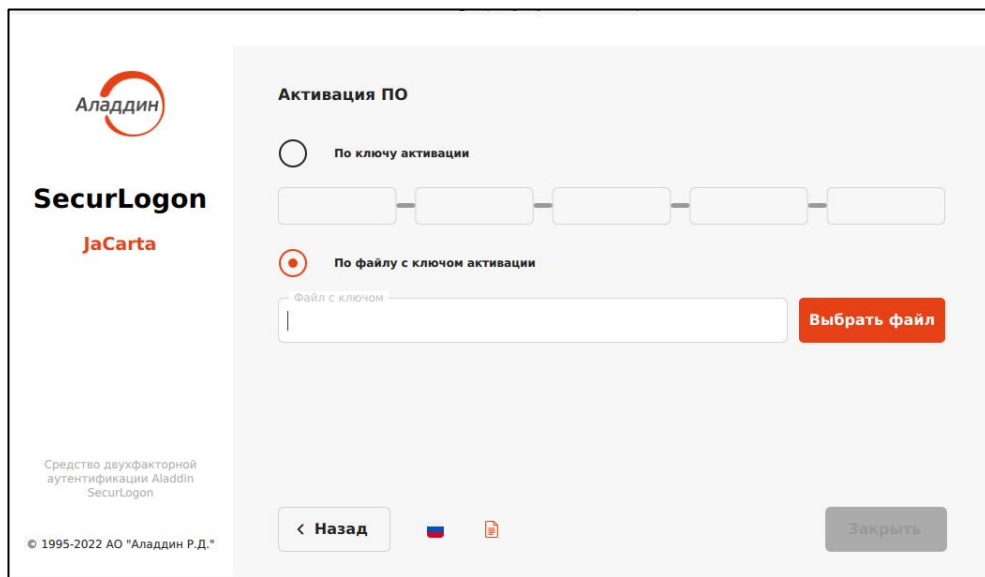 Аладдин
SecurLogon
JaCarta
Средство двухфакторной
аутентификации Aladdin
SecurLogon
© 1995-2022 АО "Аладдин Р.Д."
Активация ПО
По ключу активации
По файлу с ключом активации
Файл с ключом
Выбрать файл
< Назад
Закрыть